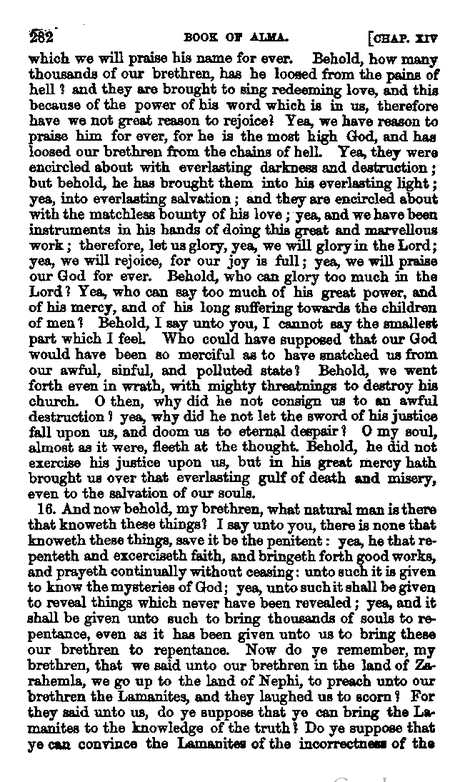 282 BOOK OF ALMA. [CHAP. XIV
which we will praise his name for ever. Behold, how many
thousands of our brethren, has he loosed from the pains of
hell? and they are brought to sing redeeming love, and this
because of the power of his word which is in us, therefore
have we not great reason to rejoice? Yea, we have reason to
praise him for ever, for he is the most high God, and has
loosed our brethren from the chains of hell. Yea, they were
encircled about with everlasting darkness and destruction;
but behold, he has brought them into his everlasting light;
yea, into everlasting salvation; and they are encircled about
with the matchless bounty of his love; yea, and we have been
instruments in his hands of doing this great and marvellous
work; therefore, let us glory, yea, we will glory in the Lord;
yea, we will rejoice, for our joy is full; yea, we will praise
our God for ever. Behold, who can glory too much in the
Lord? Yea, who can say too much of his great power, and
of his mercy, and of his long suffering towards the children
of men? Behold, I say unto you, I cannot say the smallest
part which I feel. Who could have supposed that our God
would have been so merciful as to have snatched us from
our awful, sinful, and polluted state? Behold, we went
forth even in wrath, with mighty threatnings to destroy his
church. O then, why did he not consign us to an awful
destruction? yea, why did he not let the sword of his justice
fall upon us, and doom us to eternal despair? O my soul,
almost as it were, fleeth at the thought. Behold, he did not
exercise his justice upon us, but in his great mercy hath
brought us over that everlasting gulf of death and misery,
even to the salvation of our souls.
16. And now behold, my brethren, what natural man is there
that knoweth these things? I say unto you, there is none that
knoweth these things, save it be the penitent: yea, he that re-
penteth and excerciseth faith, and bringeth forth good works,
and prayeth continually without ceasing: unto such it is given
to know the mysteries of God; yea, unto such it shall be given
to reveal things which never have been revealed; yea, and it
shall be given unto such to bring thousands of souls to re-
pentance, even as it has been given unto us to bring these
our brethren to repentance. Now do ye remember, my
brethren, that we said unto our brethren in the land of Za-
rahemla, we go up to the land of Nephi, to preach unto our
brethren the Lamanites, and they laughed us to scorn? For
they said unto us, do ye suppose that ye can bring the La-
manites to the knowledge of the truth? Do ye suppose that
ye can convince the Lamanites of the incorrectness of the